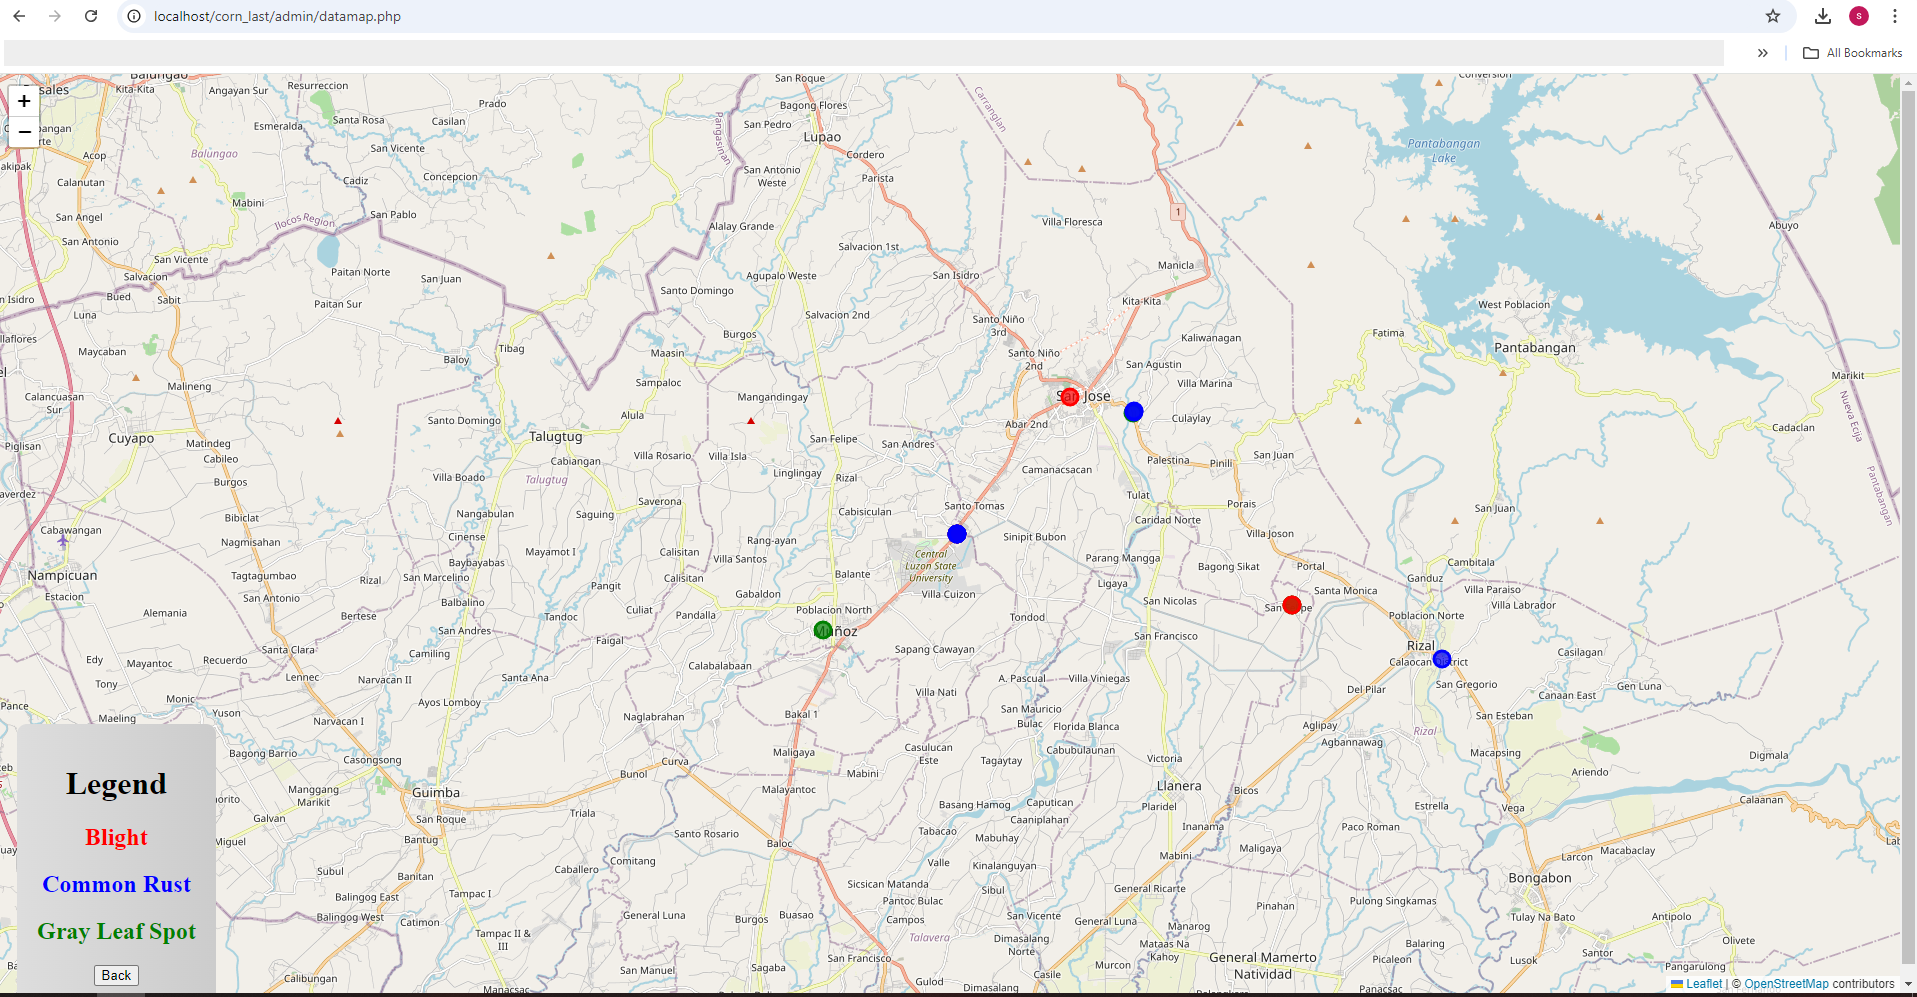 localhost/corn_last/admin/datamap.php
S
All Bookmarks
+
−
Balungao
Kita-Kita
Angayan Sur
Resurreccion
Prado
Santa Rosa
Casilan
Esmeralda
San Vicente
Acop
Balungao
Calanutan
Cadiz
Concepcion
Mabini
San Pablo
San Angel
Ilocos Region
San Antonio
San Vicente
Salvacion
Paitan Norte
San Juan
Bued
Sabit
Paitan Sur
Luna
Maycaban
Baloy
Tibag
Malineng
Calancuasan
Sur
Cuyapo
Matindeg
Cabileo
Santo Domingo
Talugtug
Alula
Sampaloc
Maasin
Burgos
Santo Domingo
Pangasinan
San Roque
Bagong Flores
San Pedro
Lupao
Cordero
San Antonio
Weste
Parista
Alalay Grande
Salvacion 1st
Agupalo Weste
San Isidro
Salvacion 2nd
Carranglan
Villa Floresca
1
Manicla
Kita-Kita
Santo Niño
3rd
Santo Niño
2nd
Kaliwanagan
San Agustin
Villa Marina
San Jose
Culaylay
Abar 2nd
Conversion
Pantabangan
Lake
Abuyo
West Poblacion
Fatima
Pantabangan
Marikit
Nueva Ecija
Cadaclan
Pantabangan
Mangandingay
San Felipe
San Andres
Villa Rosario
Villa Isla
Cabiangan
Linglingay
Rizal
Camanacsacan
Palestina
Pinili
San Juan
Piglisan
Burgos
Villa Boado
Talugtug
Saverona
Saguing
Nangabulan
Bibiclat
Cabawangan
Nagmisahan
Cinense
Mayamot I
Calisitan
Rang-ayan
Cabisiculan
Santo Tomas
Tulat
Porais
Caridad Norte
Sinipit Bubon
Villa Joson
San Juan
Nampicuan
Estacion
Tagtagumbao
Rizal
Baybayabas
San Marcelino
Pangit
Calisitan
Villa Santos
Balante
Central
Luzon State
University
Villa Cuizon
Parang Mangga
Ligaya
Bagong Sikat
Portal
Cambitala
Ganduz
San Antonio
Alemania
Bertese
Balbalino
San Andres
Tandoc
Culiat
Pandalla
Gabaldon
Poblacion North
Muñoz
Tondod
San Nicolas
Santa Monica
Villa Paraiso
Villa Labrador
Poblacion Norte
San Francisco
Rizal
Calaocan District
Casilagan
Edy
Mayantoc
Recuerdo
Santa Clara
Camiling
Faigal
Calabalabaan
Sapang Cawayan
Tony
Lennec
Narvacan II
Santa Ana
Villa Nati
A. Pascual
Villa Viniegas
Del Pilar
San Gregorio
Canaan East
Gen Luna
Monic
Yuson
Maeling
Narvacan I
Ayos Lomboy
Naglabrahan
Bakal 1
San Mauricio
Bulac
Florida Blanca
Aglipay
San Esteban
Rizal
Bagong Barrio
Casongsong
Maligaya
Casulucan
Este
Cabubulaunan
Agbannawag
Macapsing
Digmala
Curva
Bunol
Mabini
Tagaytay
Victoria
Ariendo
Manggang
Marikit
Guimba
Malayantoc
Llanera
Bicos
Galvan
San Roque
Triala
Basang Hamog
Caputican
Plaridel
Estrella
Vega
Calaanan
Miguel
Bantug
Santo Rosario
Baloc
Tabacao
Caaniplahan
Inanama
Paco Roman
Mabuhay
Comitang
Valle
Kinalanguyan
Mabini
Maligaya
Larcon
Macabaclay
Subul
Banitan
Caballero
Sicsican Matanda
Sibul
General Ricarte
Pulong Singkamas
Bongabon
Bagong East
Tampac I
Pantoc Bulac
Pinahan
Balingog West
Catimon
General Luna
Burgos
Buasao
Campos
San Vicente
General Luna
Manarog
Tulay Na Bato
Antipolo
Tampac II &
III
Talavera
Dimasalang
Norte
Mataas Na
Kahoy
Balaring
Olivete
Calibungan
San Manuel
Sagaba
San Francisco
Casile
Murcon
General Mamerto
Natividad
Picaleon
Lusok
Santor
Pangarulong
Manacsac
Gulod
Dimasalang
Legend
Blight
Common Rust
Gray Leaf Spot
Back
Leaflet | © OpenStreetMap contributors